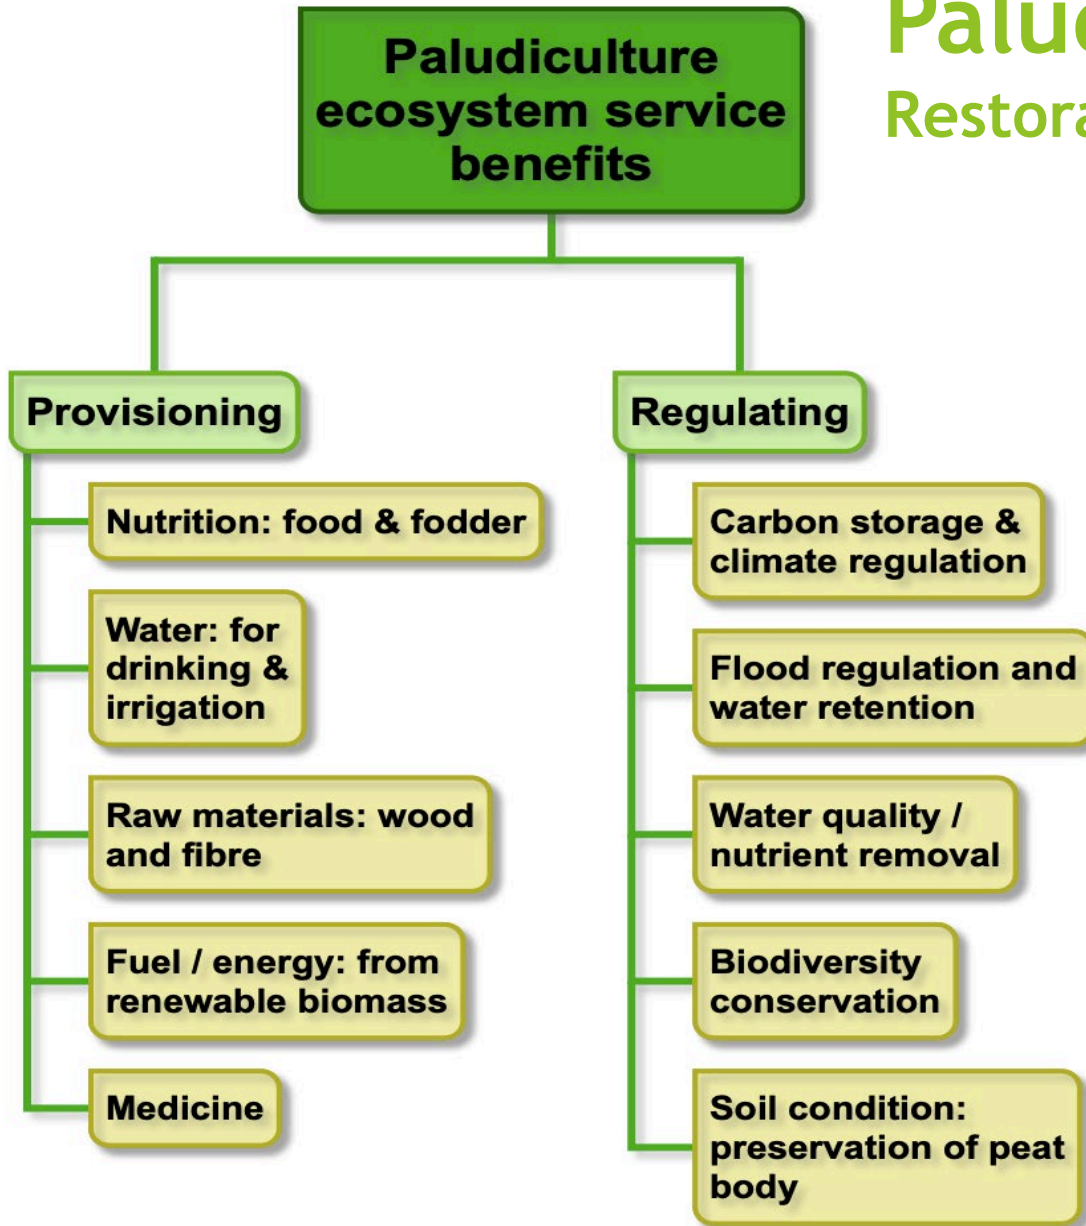 Paludiculture
ecosystem service
benefits
Provisioning
Nutrition: food & fodder
Water: for
drinking &
irrigation
Raw materials: wood
and fibre
Fuel / energy: from
renewable biomass
Medicine
Regulating
Carbon storage &
climate regulation
Flood regulation and
water retention
Water quality /
nutrient removal
Biodiversity
conservation
Soil condition:
preservation of peat
body